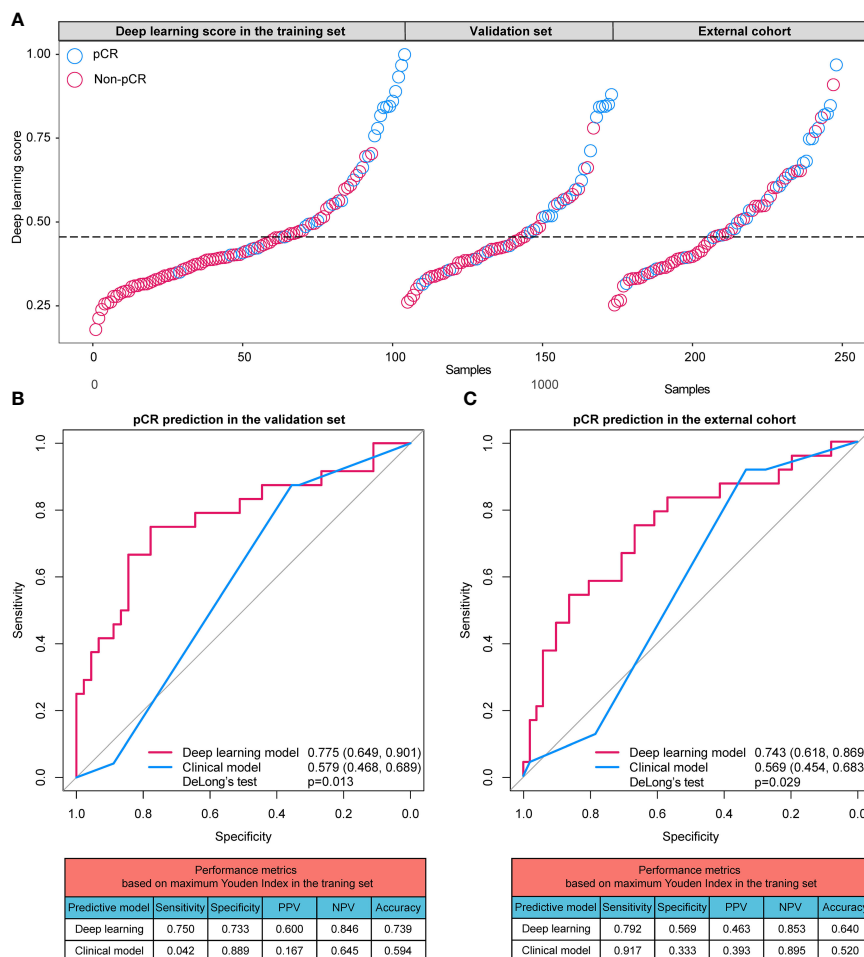 A
Deep learning score in the training set Validation set External cohort
1.00
pCR
Non-pCR
0.75
Deep learning score
0.50
0.25
0 50 100 150 200 250
Samples
0 1000
Samples
B
pCR prediction in the validation set
1.0
0.8
0.6
Sensitivity
0.4
0.2
0.0
Deep learning model 0.775 (0.649, 0.901)
Clinical model 0.579 (0.468, 0.689)
DeLong's test p=0.013
1.0 0.8 0.6 0.4 0.2 0.0
Specificity
Performance metrics
based on maximum Youden Index in the traning set
Predictive model Sensitivity Specificity PPV NPV Accuracy
Deep learning 0.750 0.733 0.600 0.846 0.739
Clinical model 0.042 0.889 0.167 0.645 0.594
C
pCR prediction in the external cohort
1.0
0.8
0.6
Sensitivity
0.4
0.2
0.0
Deep learning model 0.743 (0.618, 0.869
Clinical model 0.569 (0.454, 0.683
DeLong's test p=0.029
1.0 0.8 0.6 0.4 0.2 0.0
Specificity
Performance metrics
based on maximum Youden Index in the traning set
Predictive model Sensitivity Specificity PPV NPV Accuracy
Deep learning 0.792 0.569 0.463 0.853 0.640
Clinical model 0.917 0.333 0.393 0.895 0.520